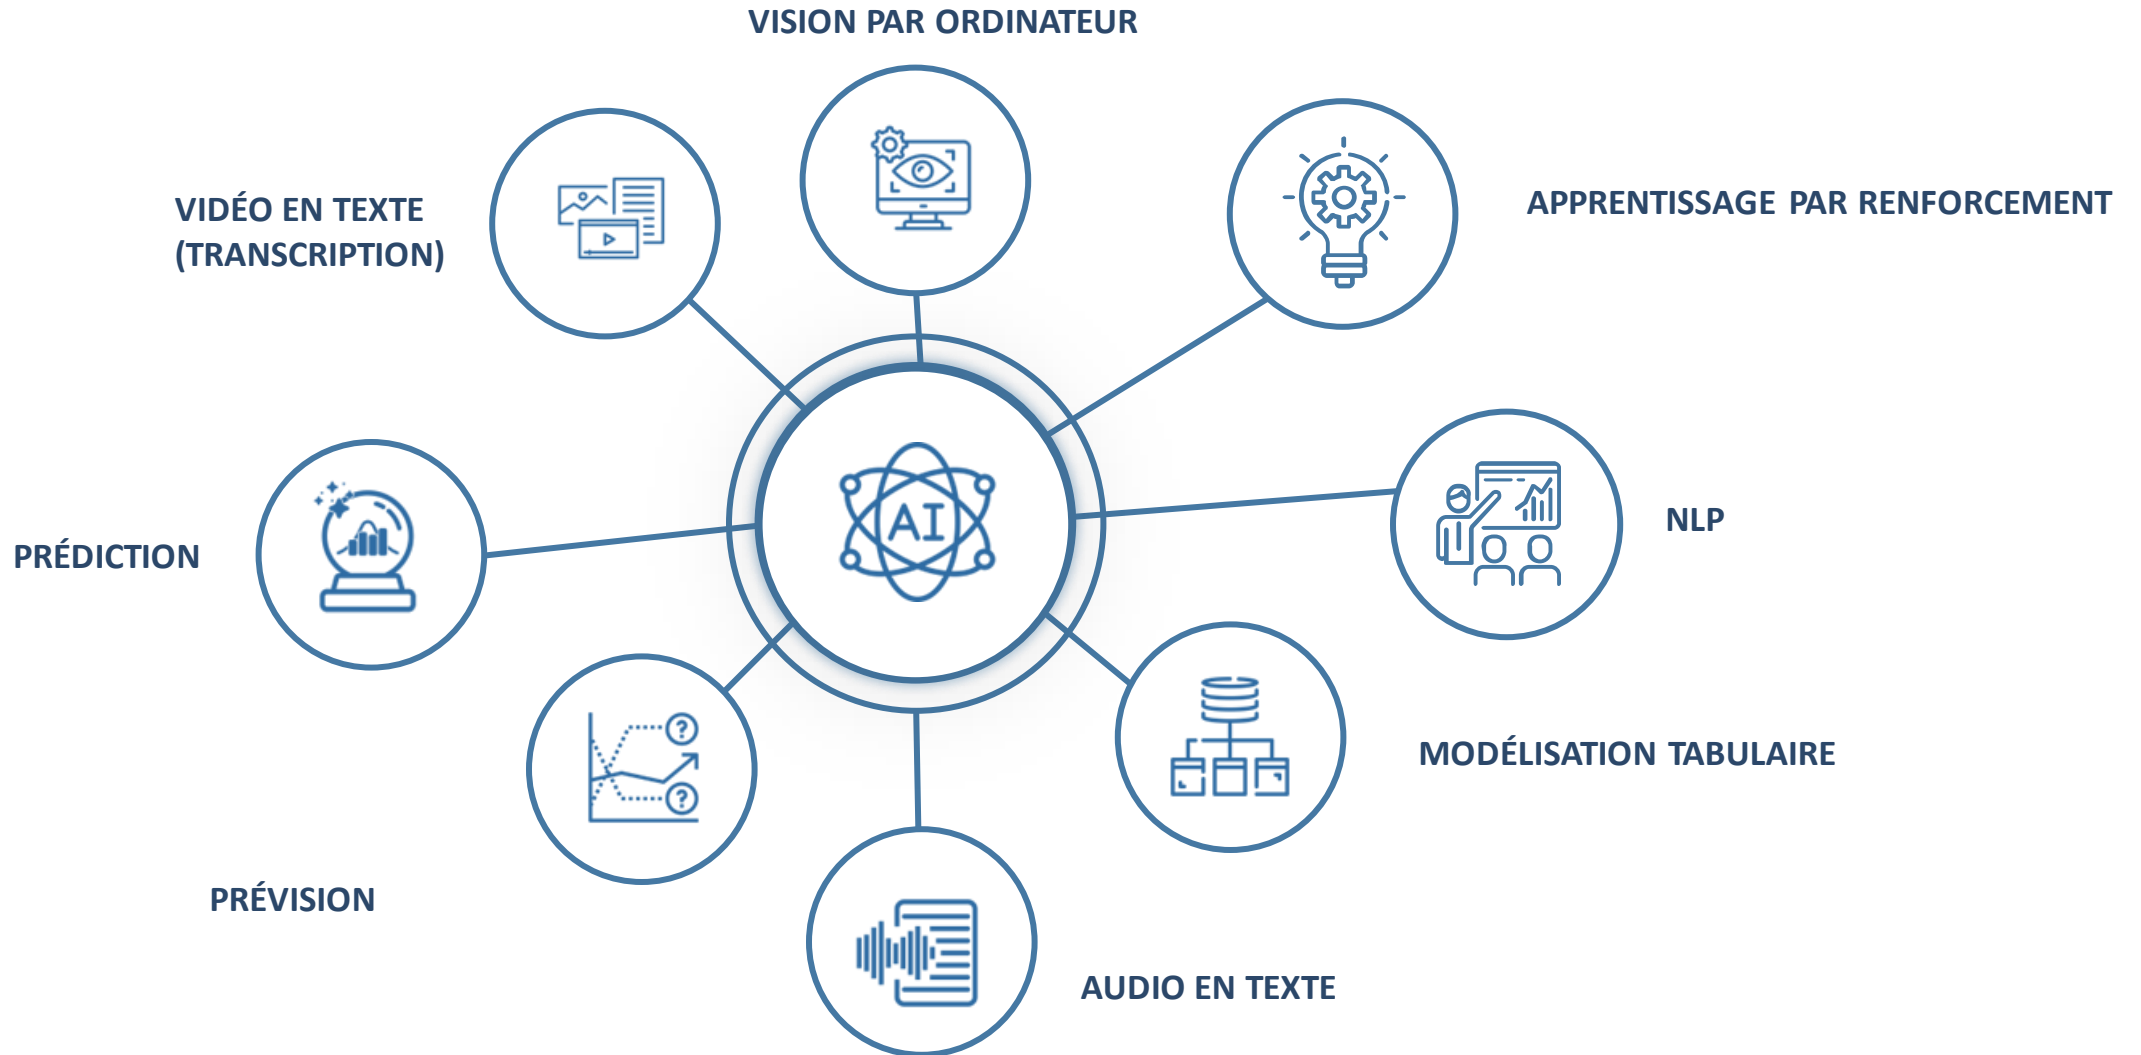 VISION PAR ORDINATEUR
VIDÉO EN TEXTE
(TRANSCRIPTION)
APPRENTISSAGE PAR RENFORCEMENT
AI
NLP
PRÉDICTION
? 
MODÉLISATION TABULAIRE
?
PRÉVISION
AUDIO EN TEXTE